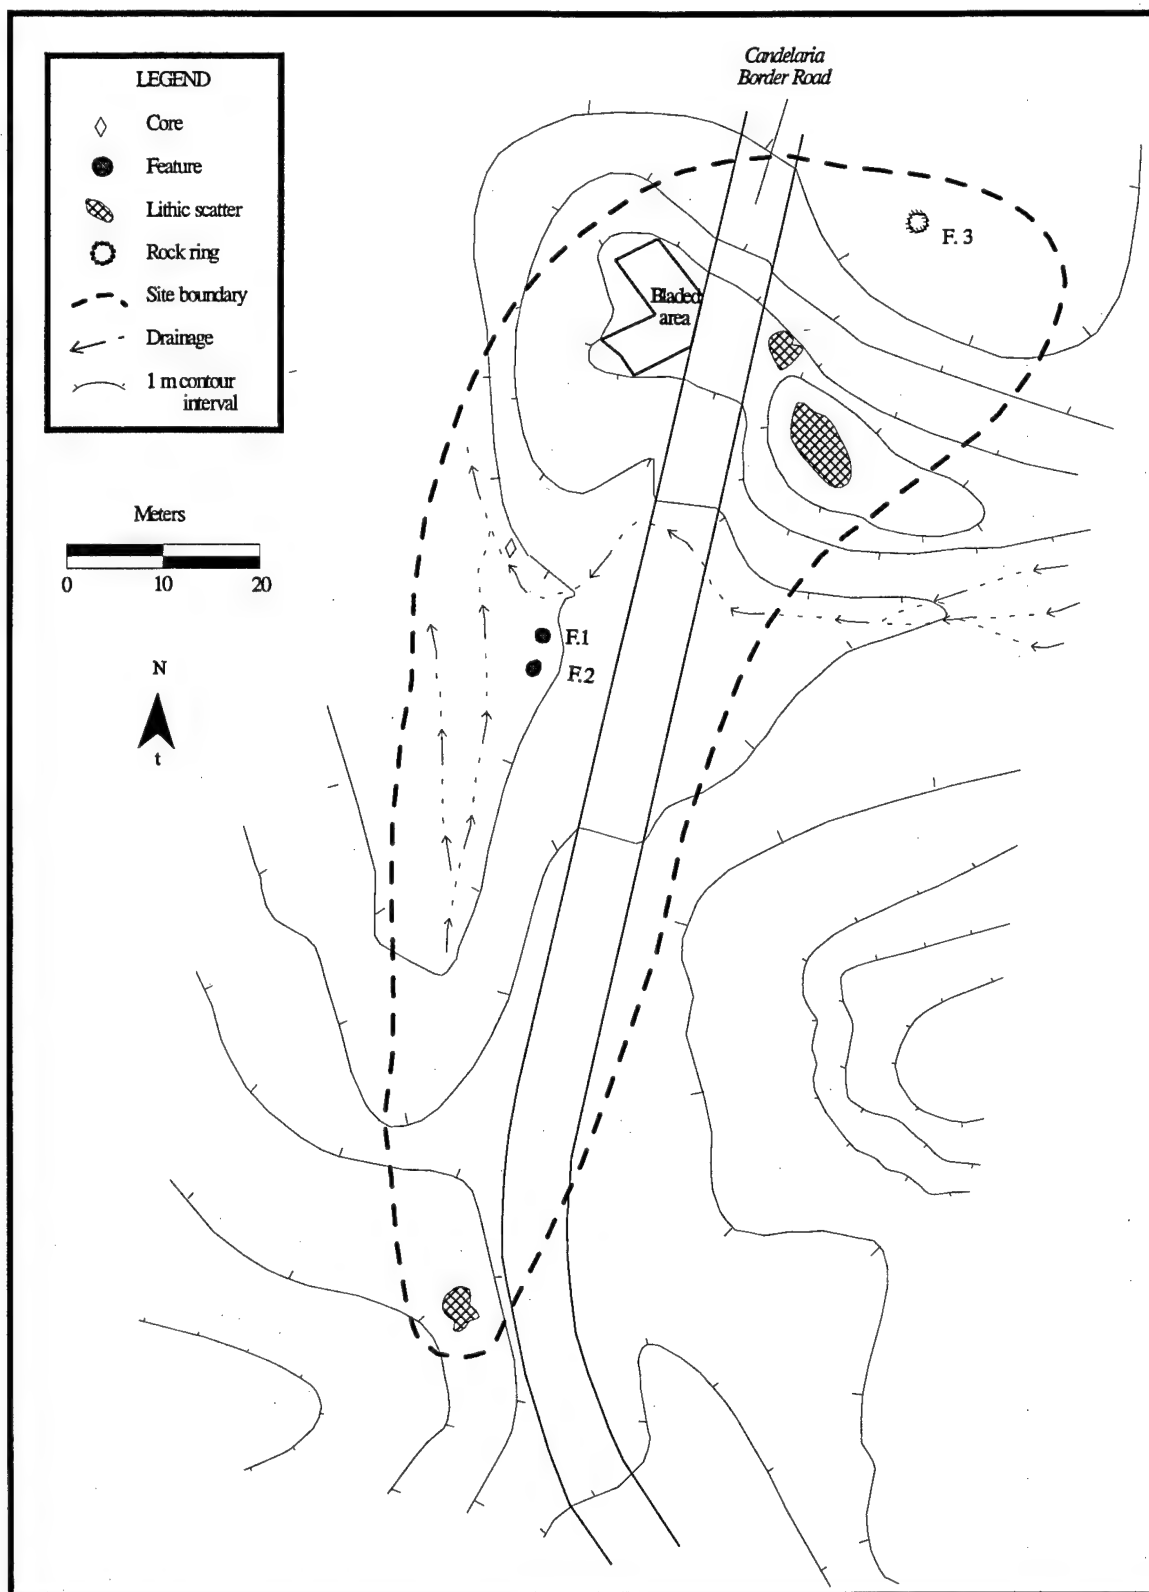 Candelaria
Border Road
LEGEND
Core
Feature
Lithic scatter
Rock ring
Site boundary
Drainage
1 m contour
interval
F. 3
Bladed
area
Meters
0 10 20
F.1
F.2
N
t